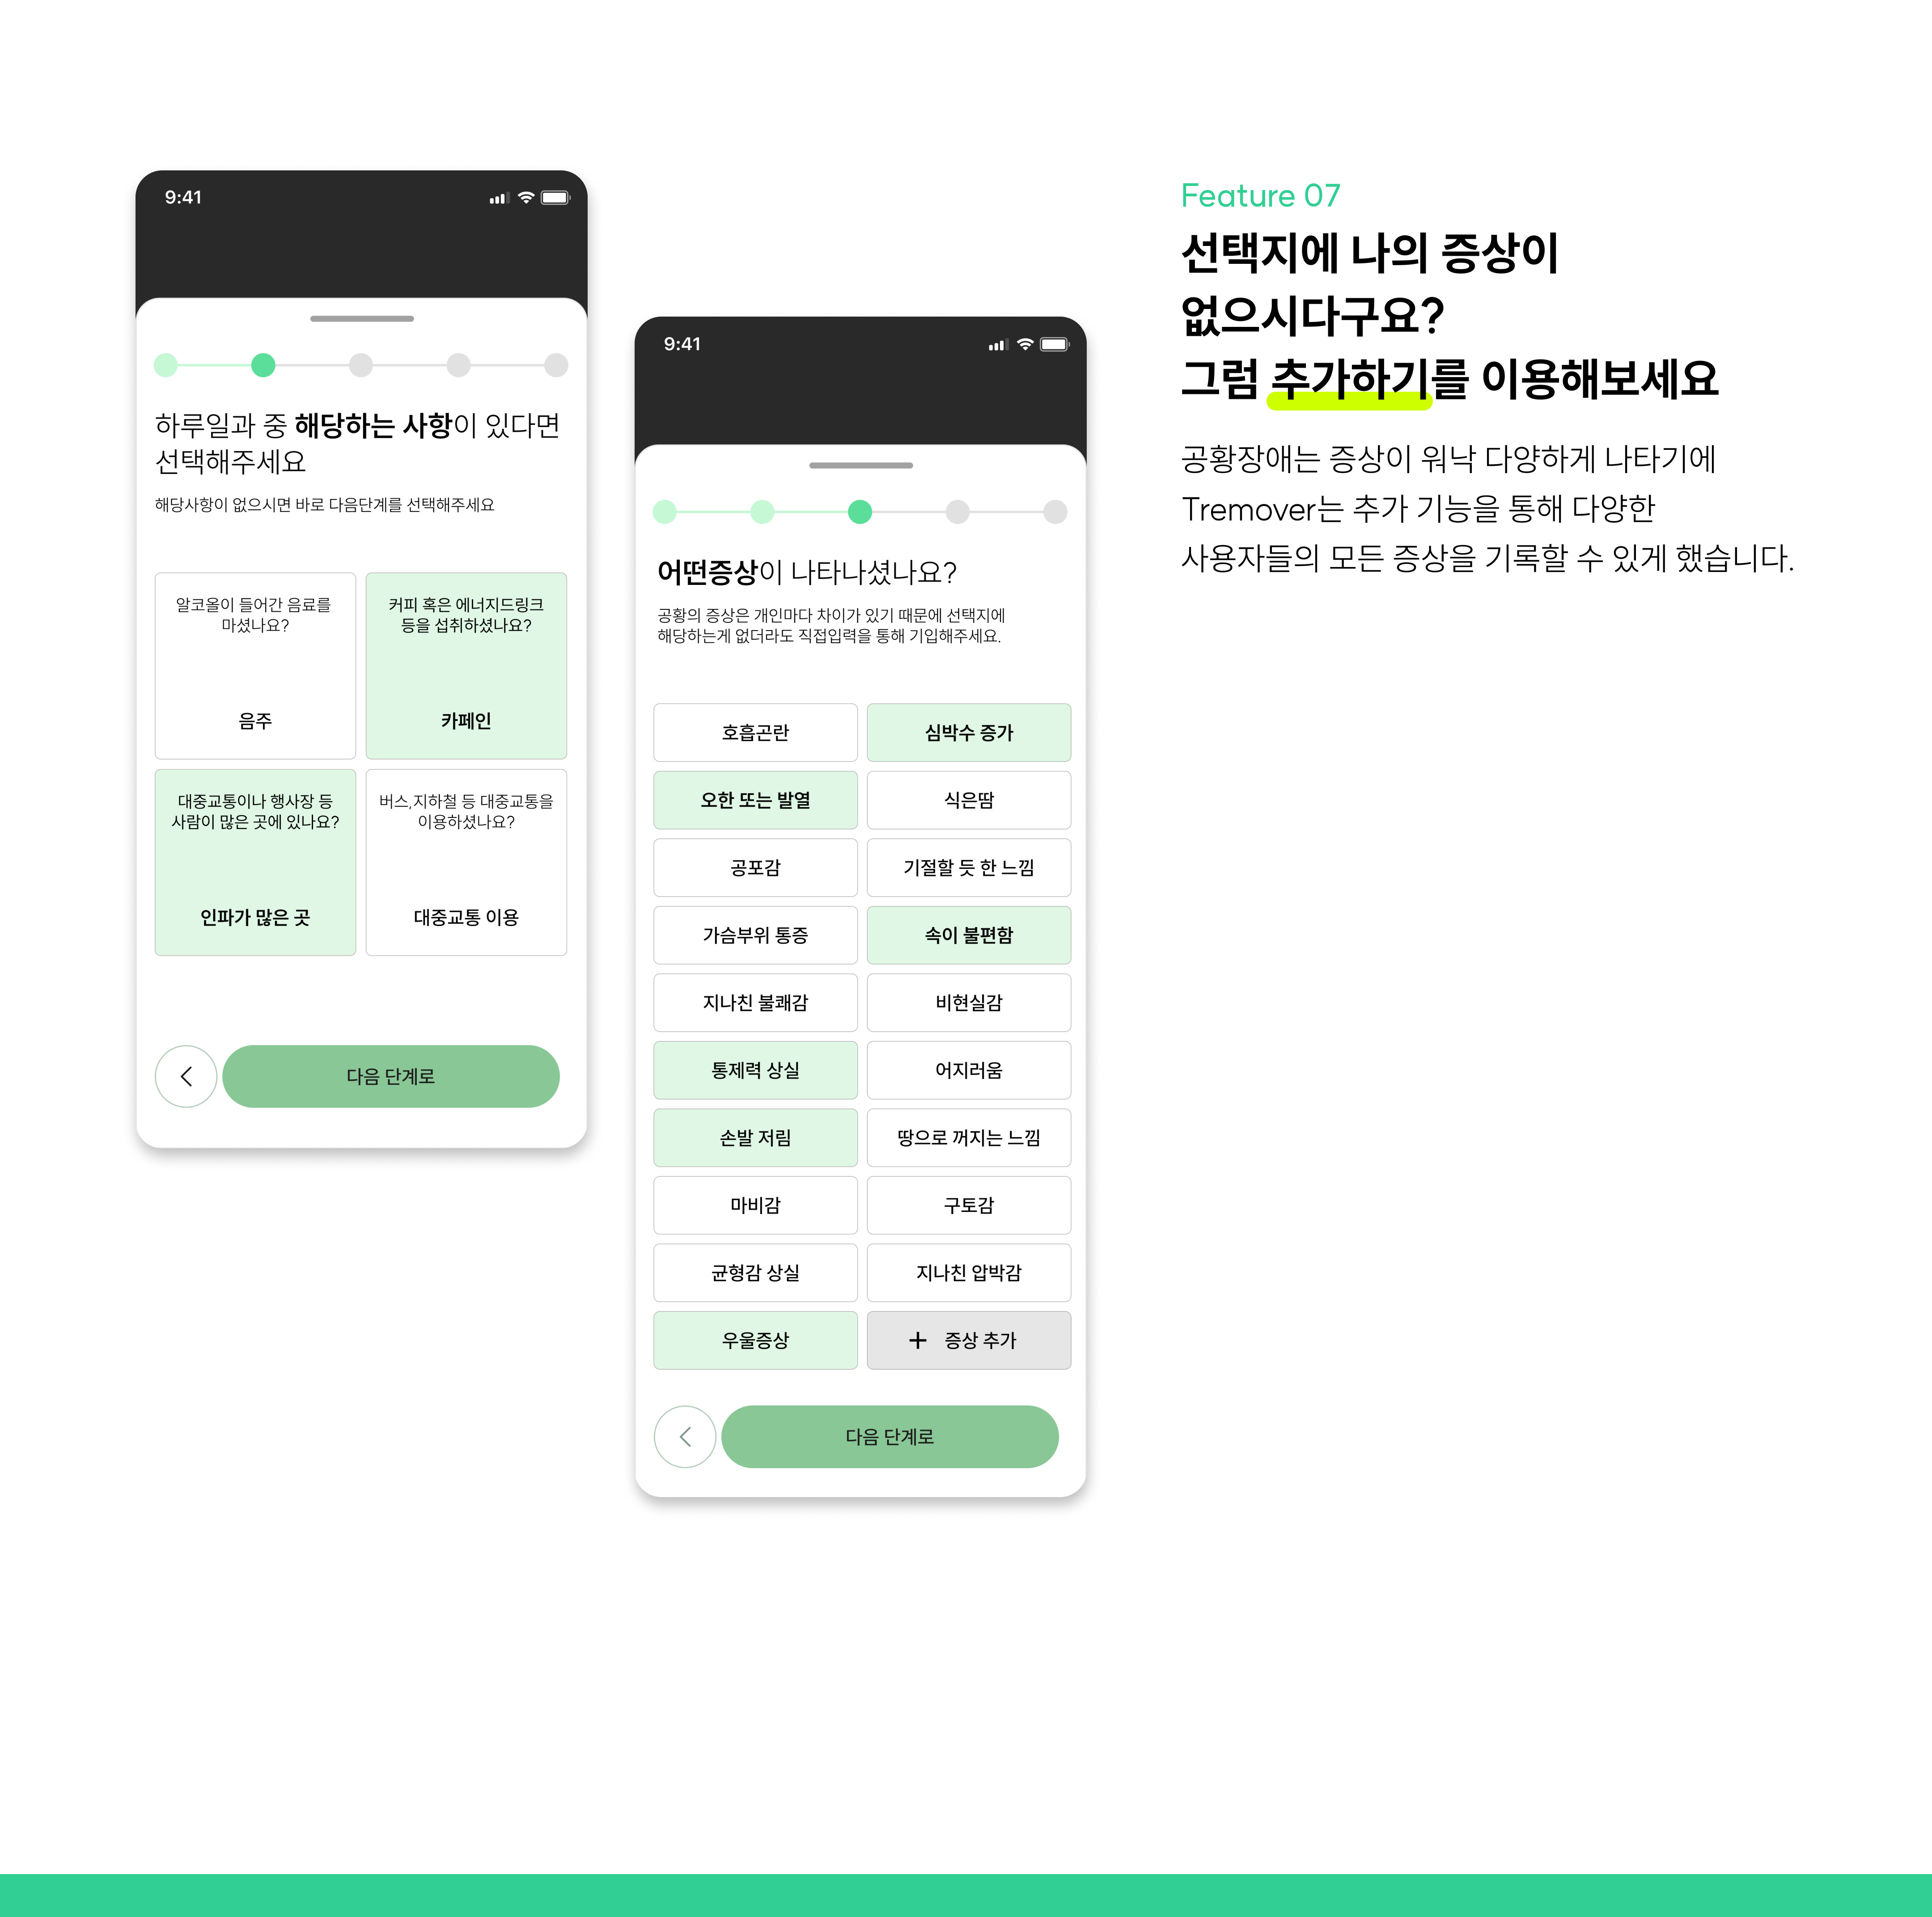 9:41
하루일과 중 해당하는 사항이 있다면
선택해주세요
해당사항이 없으시면 바로 다음단계를 선택해주세요
알코올이 들어간 음료를
마셨나요?
음주
커피 혹은 에너지드링크
등을 섭취하셨나요?
카페인
대중교통이나 행사장 등
사람이 많은 곳에 있나요?
인파가 많은 곳
버스,지하철 등 대중교통을
이용하셨나요?
대중교통 이용
다음 단계로
9:41
어떤증상이 나타나셨나요?
공황의 증상은 개인마다 차이가 있기 때문에 선택지에
해당하는게 없더라도 직접입력을 통해 기입해주세요.
호흡곤란
심박수 증가
오한 또는 발열
식은땀
공포감
기절할 듯 한 느낌
가슴부위 통증
속이 불편함
지나친 불쾌감
비현실감
통제력 상실
어지러움
손발 저림
땅으로 꺼지는 느낌
마비감
구토감
균형감 상실
지나친 압박감
우울증상
+ 증상 추가
다음 단계로
Feature 07
선택지에 나의 증상이
없으시다구요?
그럼 추가하기를 이용해보세요
공황장애는 증상이 워낙 다양하게 나타기에
Tremover는 추가 기능을 통해 다양한
사용자들의 모든 증상을 기록할 수 있게 했습니다.